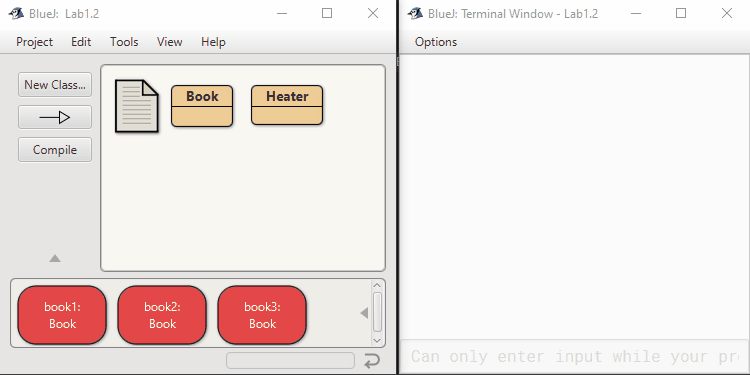 BlueJ: Lab1.2
Project Edit Tools View Help
New Class...
Compile
Book
Heater
book1:
Book
book2:
Book
book3:
Book
BlueJ: Terminal Window - Lab1.2
Options
Can only enter input while your pr